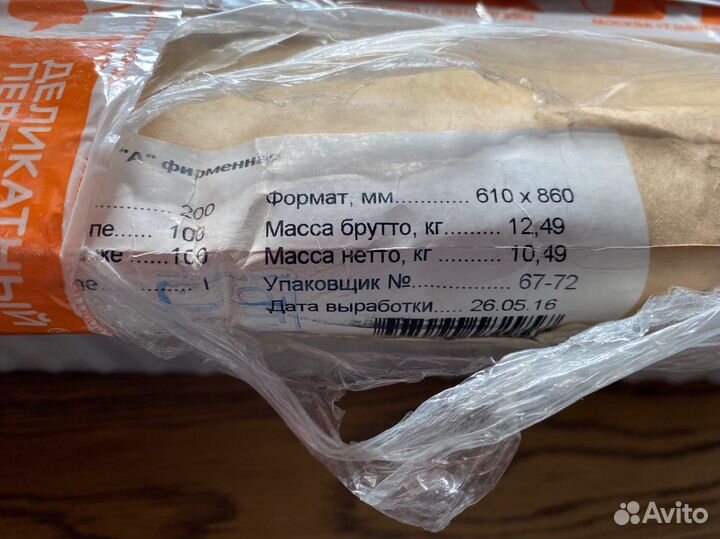 ДЕЛИКАТНЫЙ
"А" фирменная
200
пе...... 100
же ...... 100
Формат, мм............ 610 x 860
Масса брутто, кг......... 12,49
Масса нетто, кг ......... 10,49
Упаковщик №.................. 67-72
Дата выработки..... 26.05.16
Avito